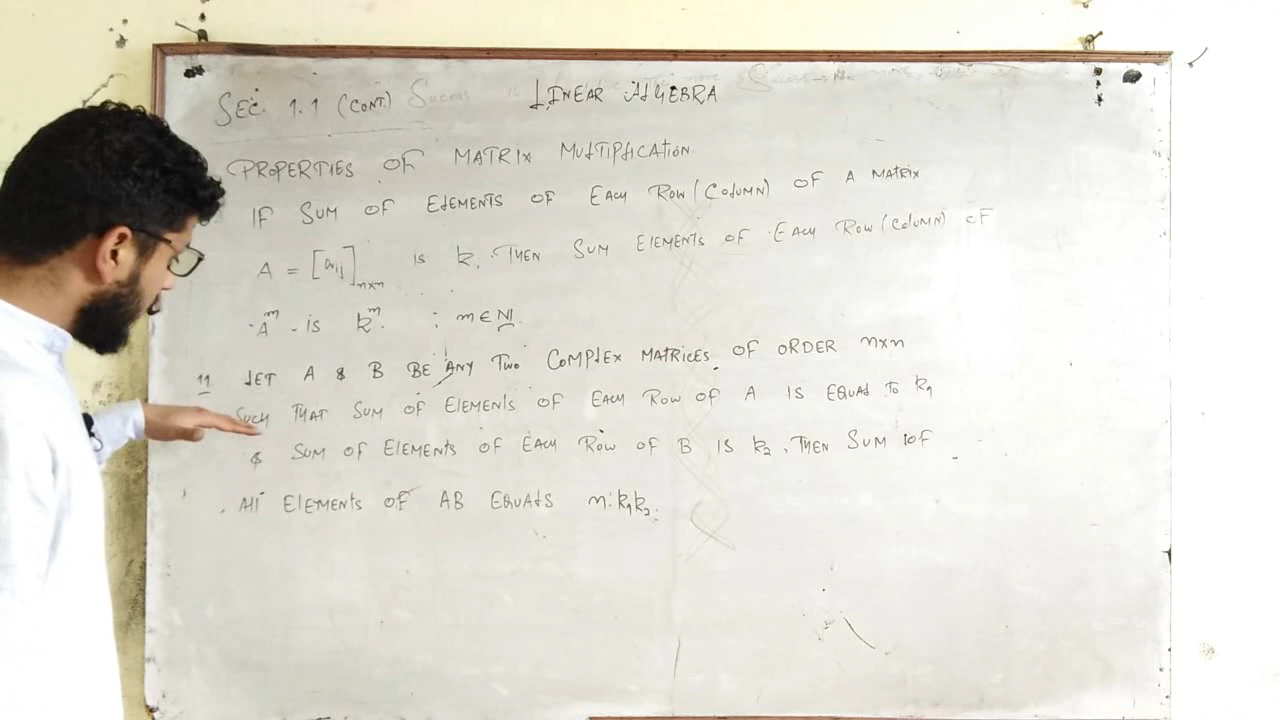 SEC. 1.1 (CONT.) LINEAR ALGEBRA
PROPERTIES OF MATRIX MULTIPLICATION
IF SUM OF ELEMENTS OF EACH ROW (COLUMN) OF A MATRIX
A = [aij]n×n IS k, THEN SUM ELEMENTS OF EACH ROW (COLUMN) OF
A^m IS k^m. : m ∈ N
11 LET A & B BE ANY TWO COMPLEX MATRICES OF ORDER n×n
SUCH THAT SUM OF ELEMENTS OF EACH ROW OF A IS EQUAL TO k1
& SUM OF ELEMENTS OF EACH ROW OF B IS k2, THEN SUM OF
All ELEMENTS OF AB EQUALS n.k1k2.